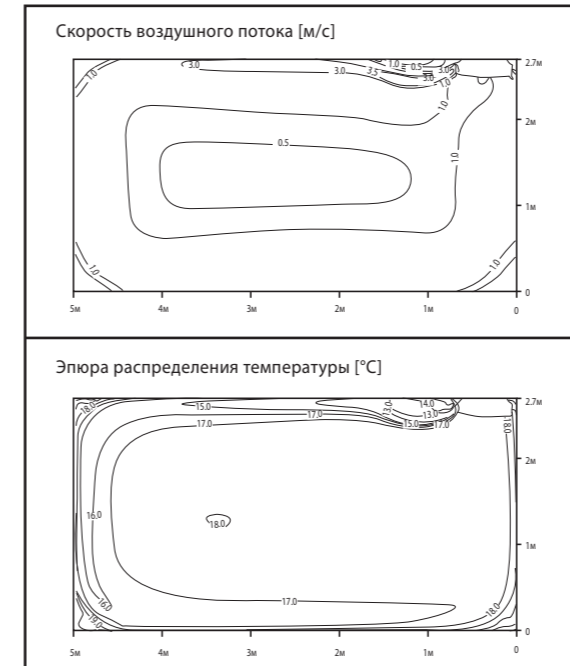 Скорость воздушного потока [м/с]
1.0
3.0
3.0
3.5
1.0
0.5
3.0
3.0
1.0
1.0
1.0
0.5
1.0
1.0
2.7м
2м
1м
0
5м
4м
3м
2м
1м
0
Эпюра распределения температуры [°C]
18.0
15.0
17.0
17.0
13.0
14.0
13.0
15.0
17.0
18.0
16.0
18.0
17.0
16.0
19.0
18.0
2.7м
2м
1м
0
5м
4м
3м
2м
1м
0